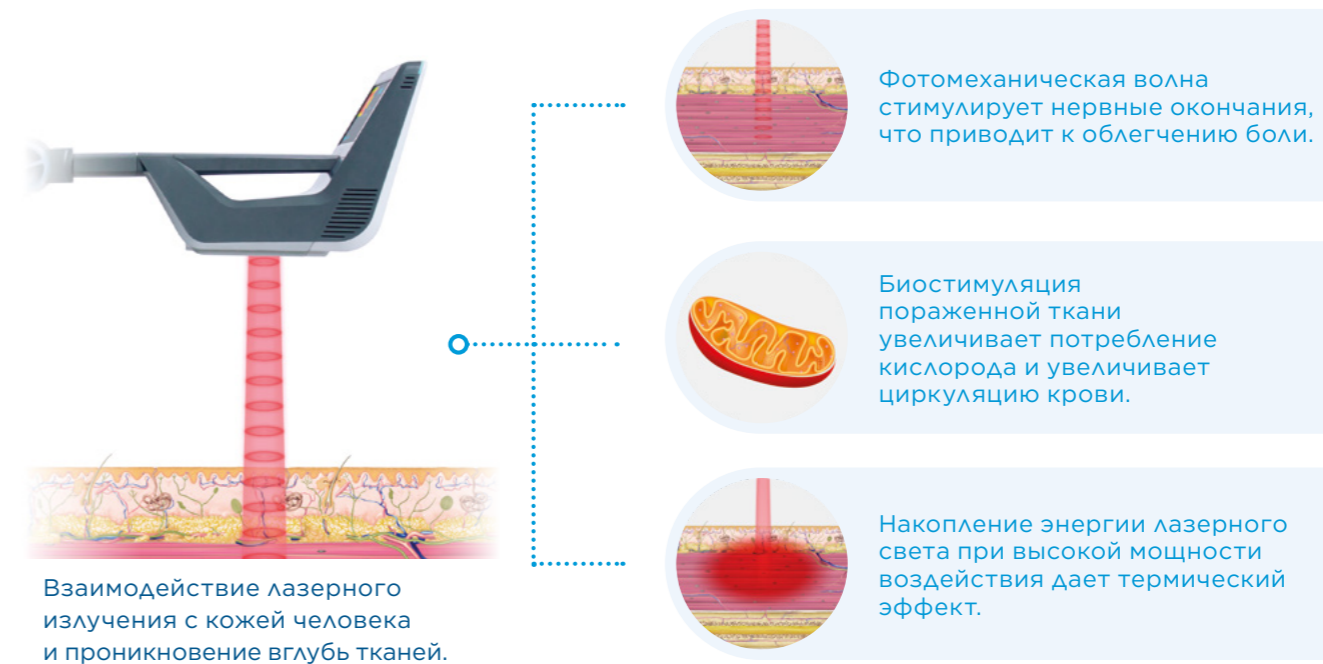 Фотомеханическая волна
стимулирует нервные окончания,
что приводит к облегчению боли.
Биостимуляция
пораженной ткани
увеличивает потребление
кислорода и увеличивает
циркуляцию крови.
Накопление энергии лазерного
света при высокой мощности
воздействия дает термический
эффект.
Взаимодействие лазерного
излучения с кожей человека
и проникновение вглубь тканей.